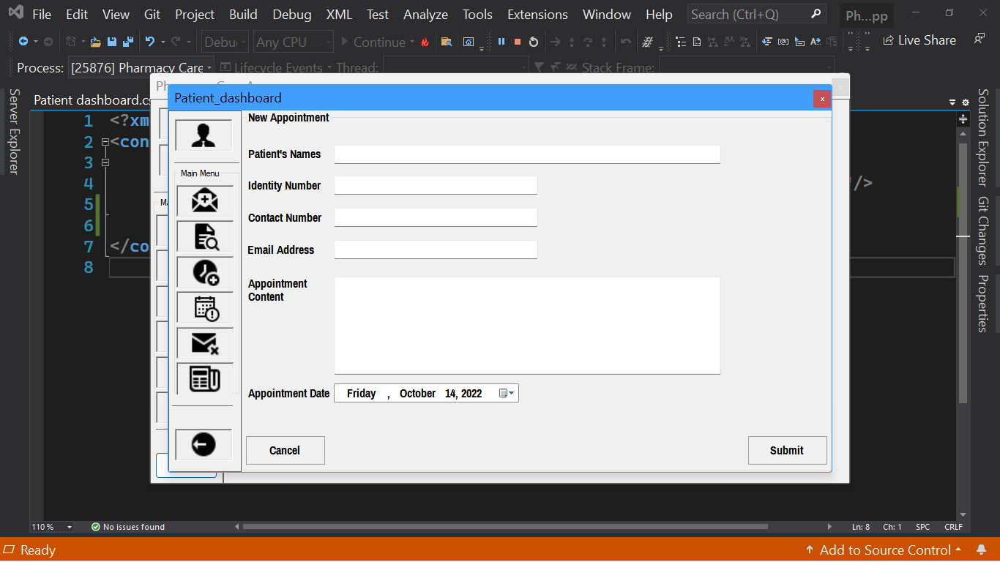 File Edit View Git Project Build Debug XML Test Analyze Tools Extensions Window Help Search (Ctrl+Q) Ph...pp
Debu Any CPU Continue Live Share
Process: [25876] Pharmacy Care Lifecycle Events Thread: Stack Frame:
Server Explorer
Patient dashboard.cs
1 <?xm
2 <con
3
4 />
5
6
7 </co
8
Patient_dashboard
x
Main Menu
New Appointment
Patient's Names
Identity Number
Contact Number
Email Address
Appointment
Content
Appointment Date Friday , October 14, 2022
Cancel Submit
Solution Explorer
Git Changes
Properties
110 % No issues found Ln: 8 Ch: 1 SPC CRLF
Ready Add to Source Control